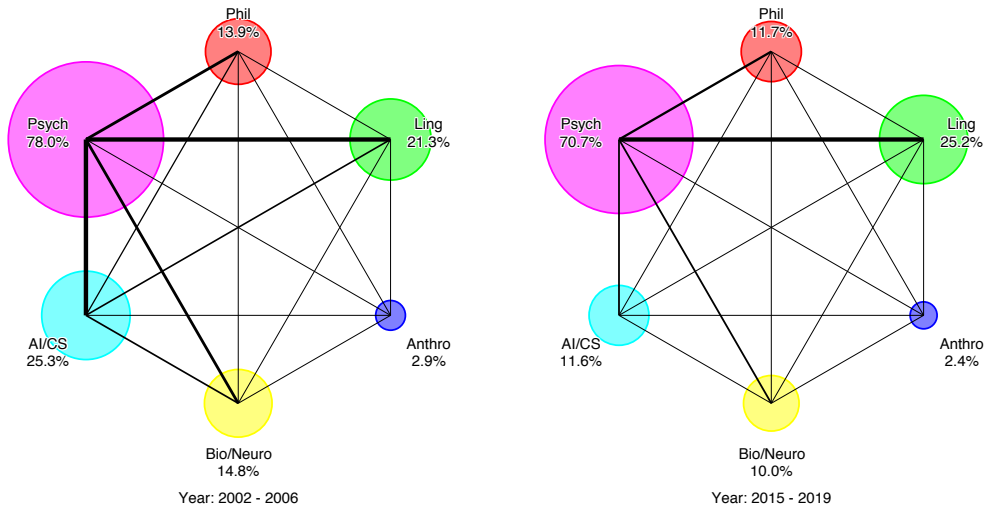 Phil
13.9%
Psych
78.0%
Ling
21.3%
AI/CS
25.3%
Anthro
2.9%
Bio/Neuro
14.8%
Year: 2002 - 2006
Phil
11.7%
Psych
70.7%
Ling
25.2%
AI/CS
11.6%
Anthro
2.4%
Bio/Neuro
10.0%
Year: 2015 - 2019